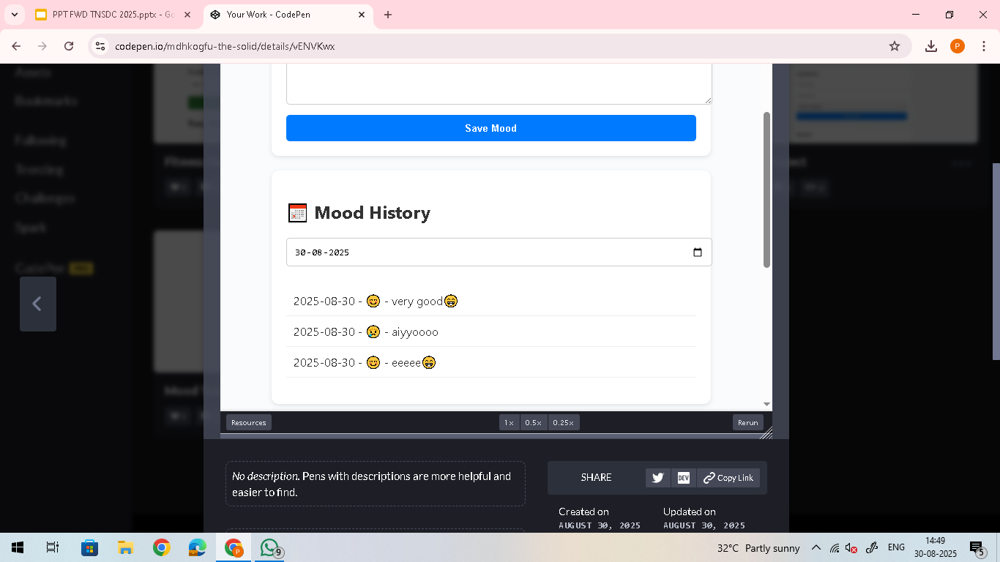 PPT FWD TNSDC 2025.pptx - Go
Your Work - CodePen
codepen.io/mdhkogfu-the-solid/details/vENVKwx
P
Assets
Bookmarks
Following
Trending
Challenges
Spark
CodePen PRO
Save Mood
Mood History
30-08-2025
2025-08-30 - 😊 - very good😁
2025-08-30 - 😢 - aiyyoooo
2025-08-30 - 😊 - eeeee😁
Resources
1x
0.5x
0.25x
Rerun
No description. Pens with descriptions are more helpful and
easier to find.
SHARE
DEV
Copy Link
Created on
AUGUST 30, 2025
Updated on
AUGUST 30, 2025
P
9
32°C Partly sunny
ENG
14:49
30-08-2025
5